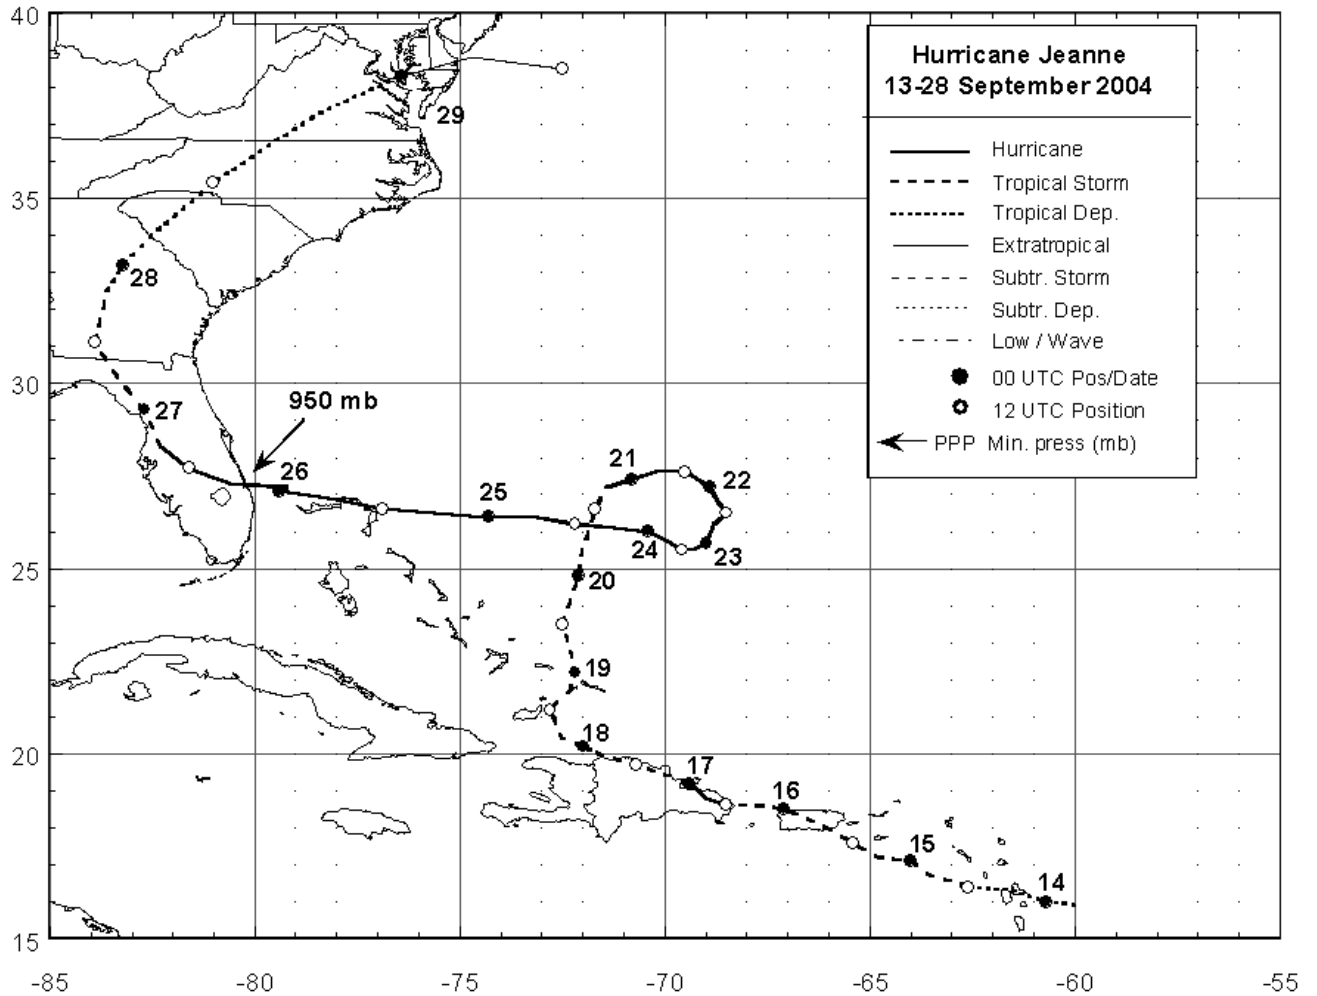 40
35
30
25
20
15
-85
-80
-75
-70
-65
-60
-55
Hurricane Jeanne
13-28 September 2004
Hurricane
Tropical Storm
Tropical Dep.
Extratropical
Subtr. Storm
Subtr. Dep.
Low / Wave
00 UTC Pos/Date
12 UTC Position
PPP Min. press (mb)
29
28
27
950 mb
26
25
24
21
22
23
20
19
18
17
16
15
14